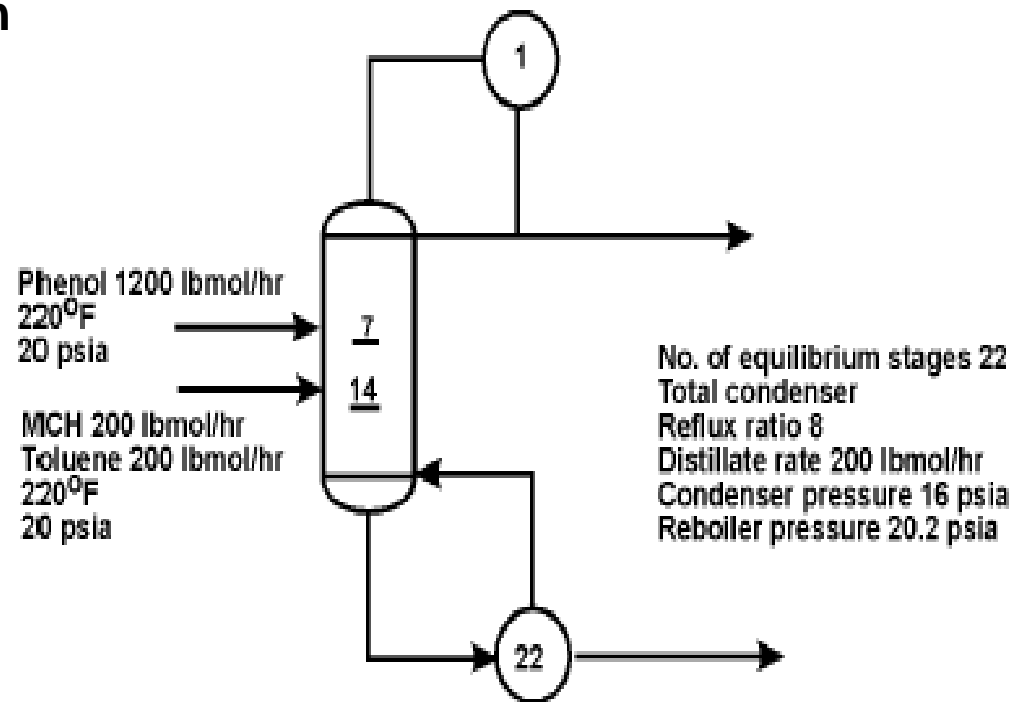 n
1
Phenol 1200 lbmol/hr
220°F
20 psia
7
14
MCH 200 lbmol/hr
Toluene 200 lbmol/hr
220°F
20 psia
No. of equilibrium stages 22
Total condenser
Reflux ratio 8
Distillate rate 200 lbmol/hr
Condenser pressure 16 psia
Reboiler pressure 20.2 psia
22